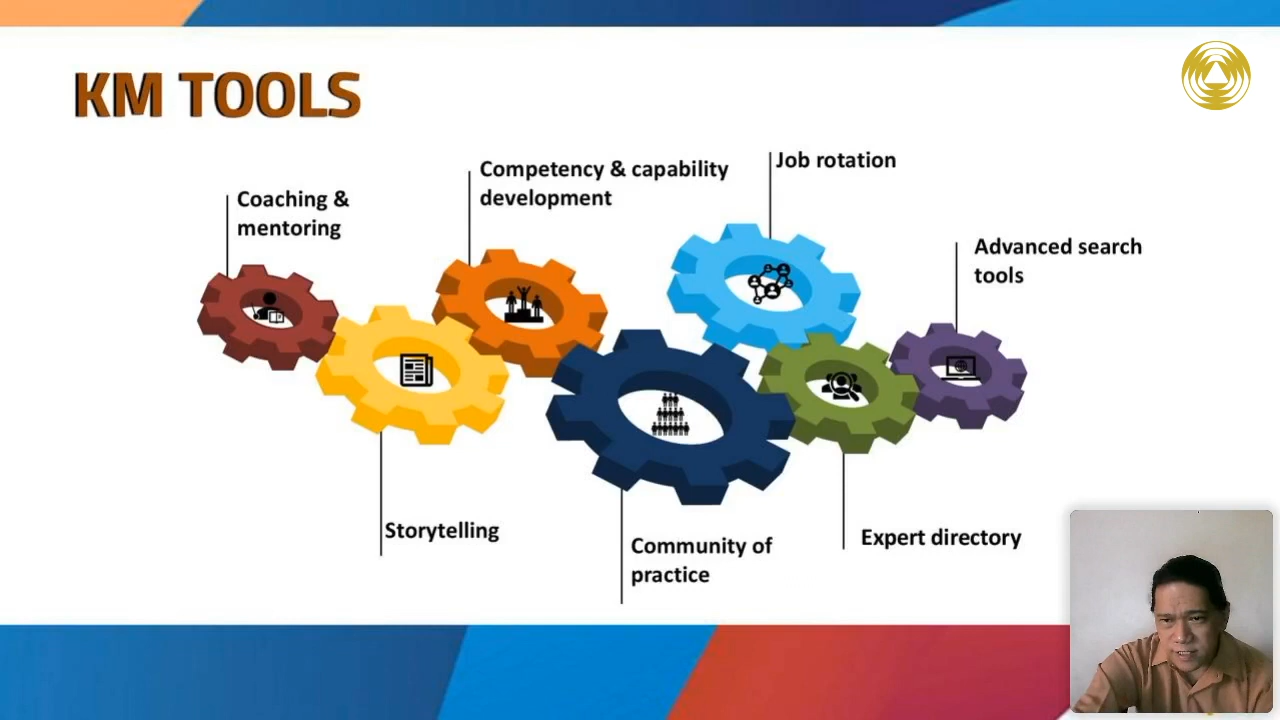 KM TOOLS
Coaching &
mentoring
Competency & capability
development
Job rotation
Advanced search
tools
Storytelling
Community of
practice
Expert directory